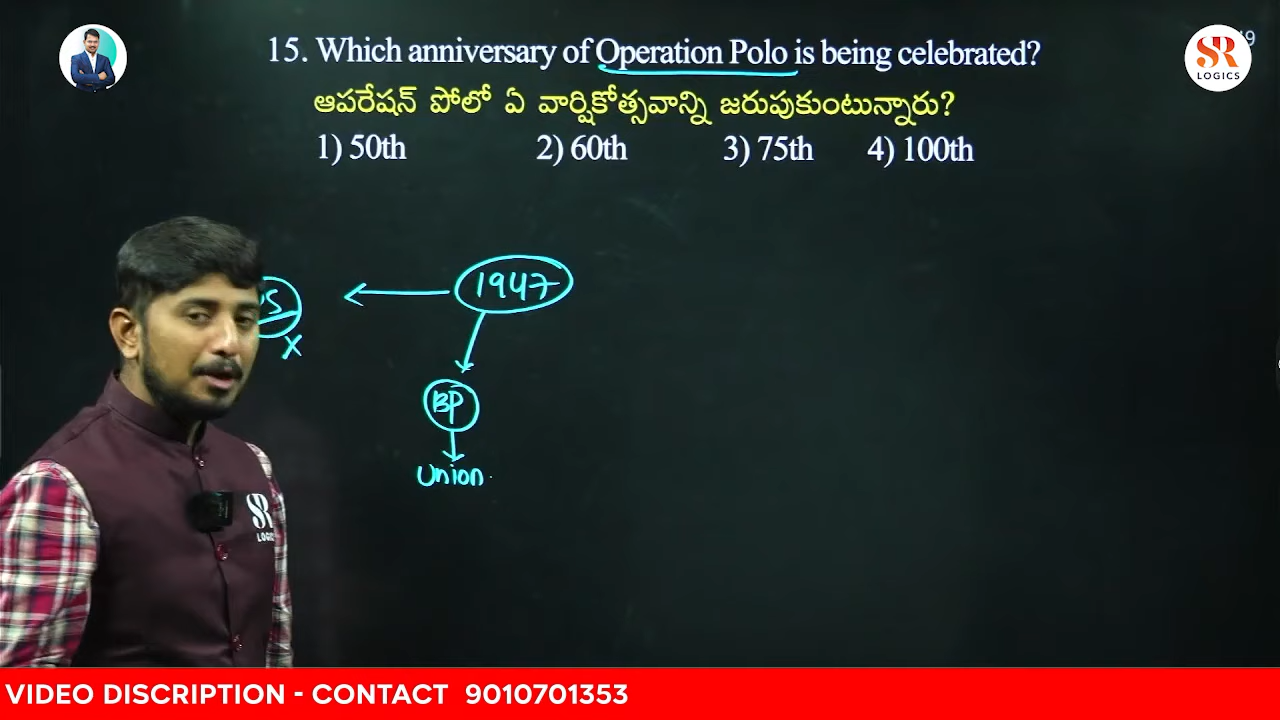 15. Which anniversary of Operation Polo is being celebrated?
ఆపరేషన్ పోలో ఏ వార్షికోత్సవాన్ని జరుపుకుంటున్నారు?
1) 50th 2) 60th 3) 75th 4) 100th
SR
LOGICS
1947
BP
Union
SR
VIDEO DISCRIPTION - CONTACT 9010701353